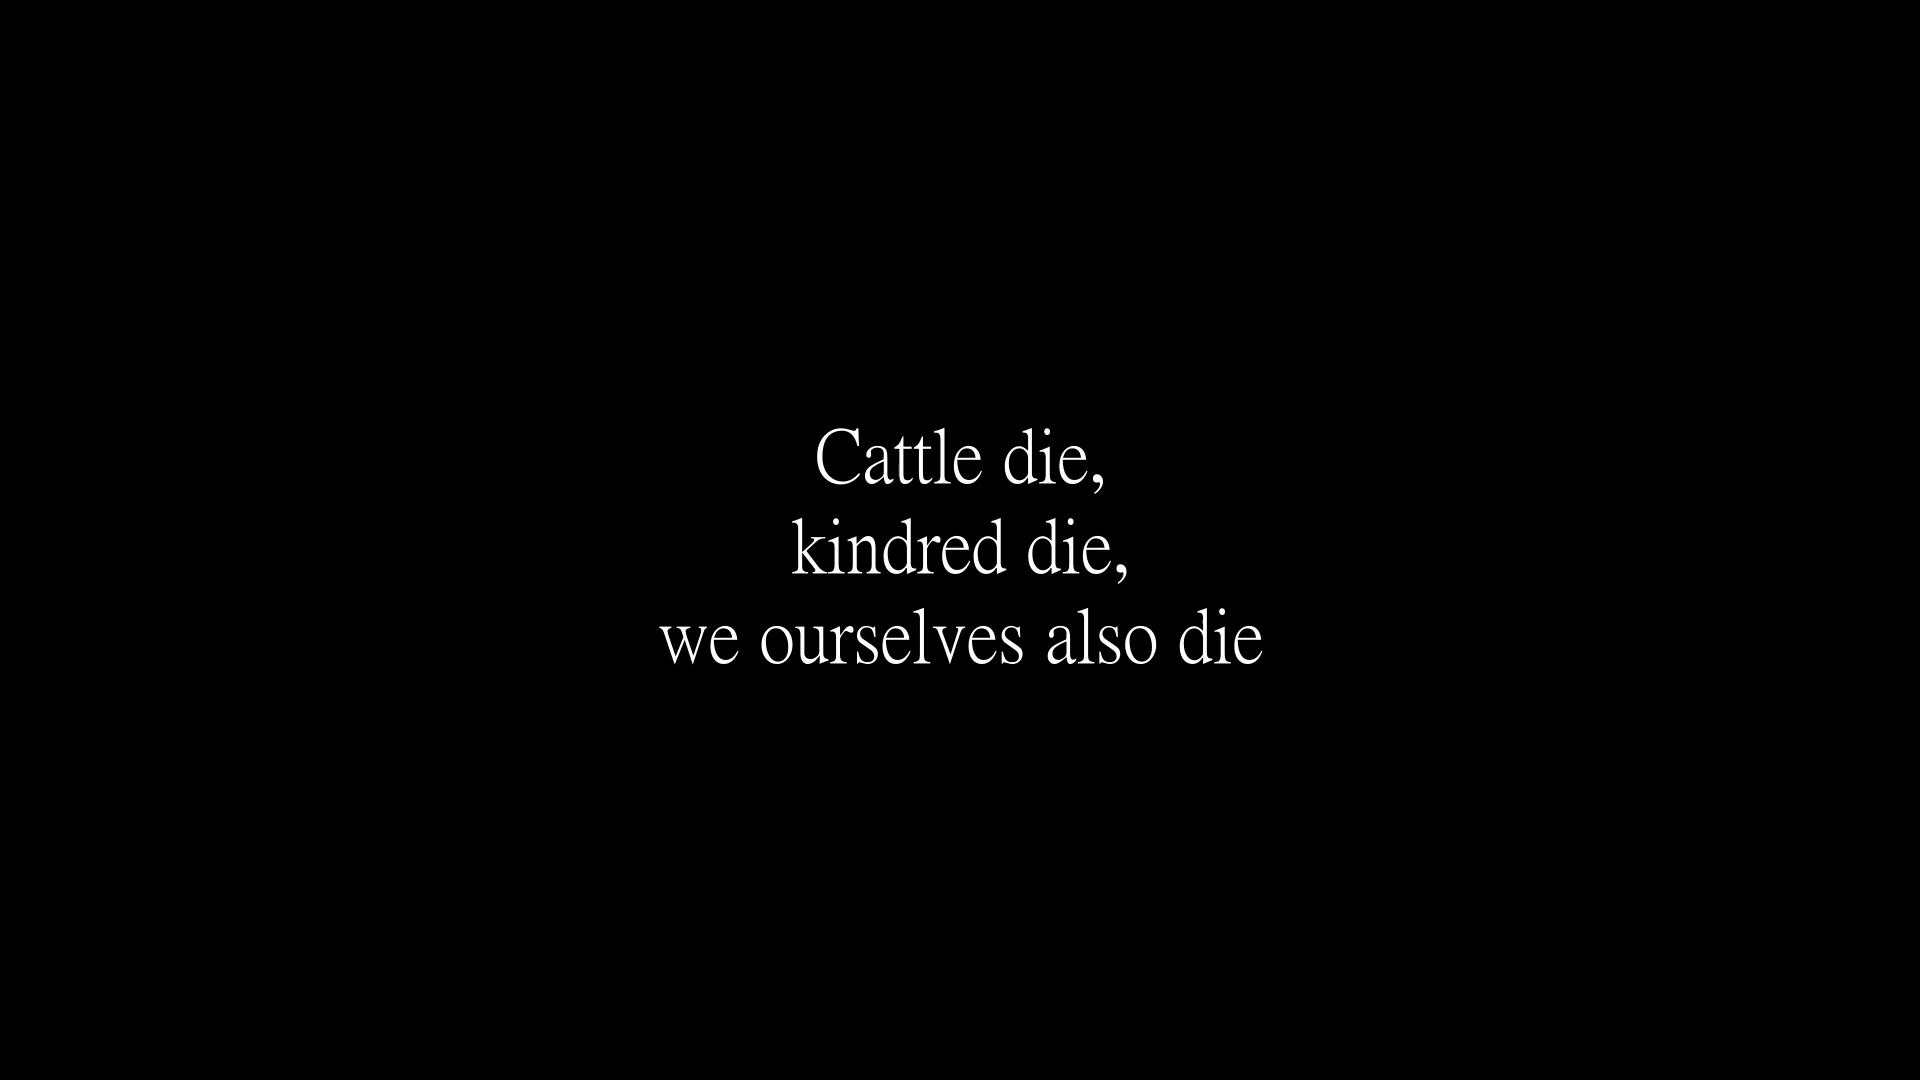 Cattle die,
kindred die,
we ourselves also die